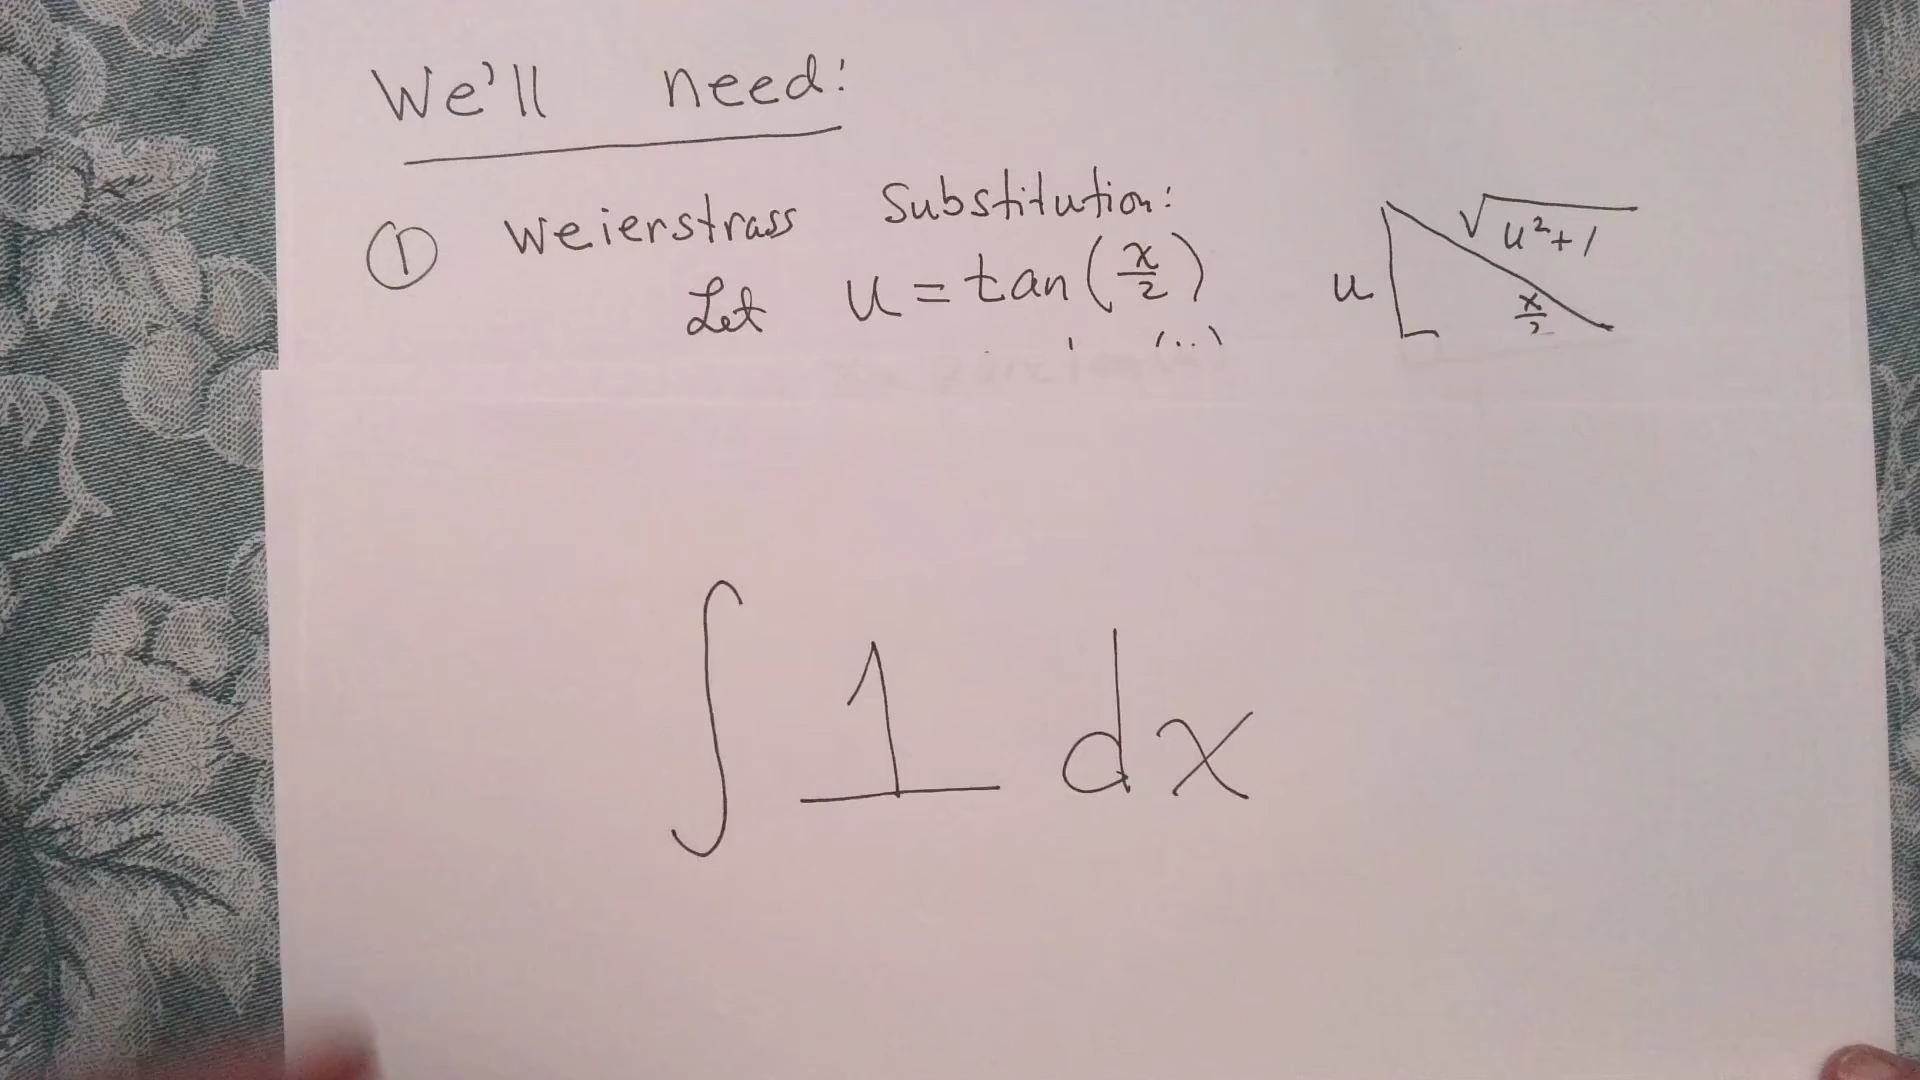 We'll need:
① Weierstrass Substitution:
Let u = tan(x/2)
u
√u²+1
x/2
∫ 1 dx